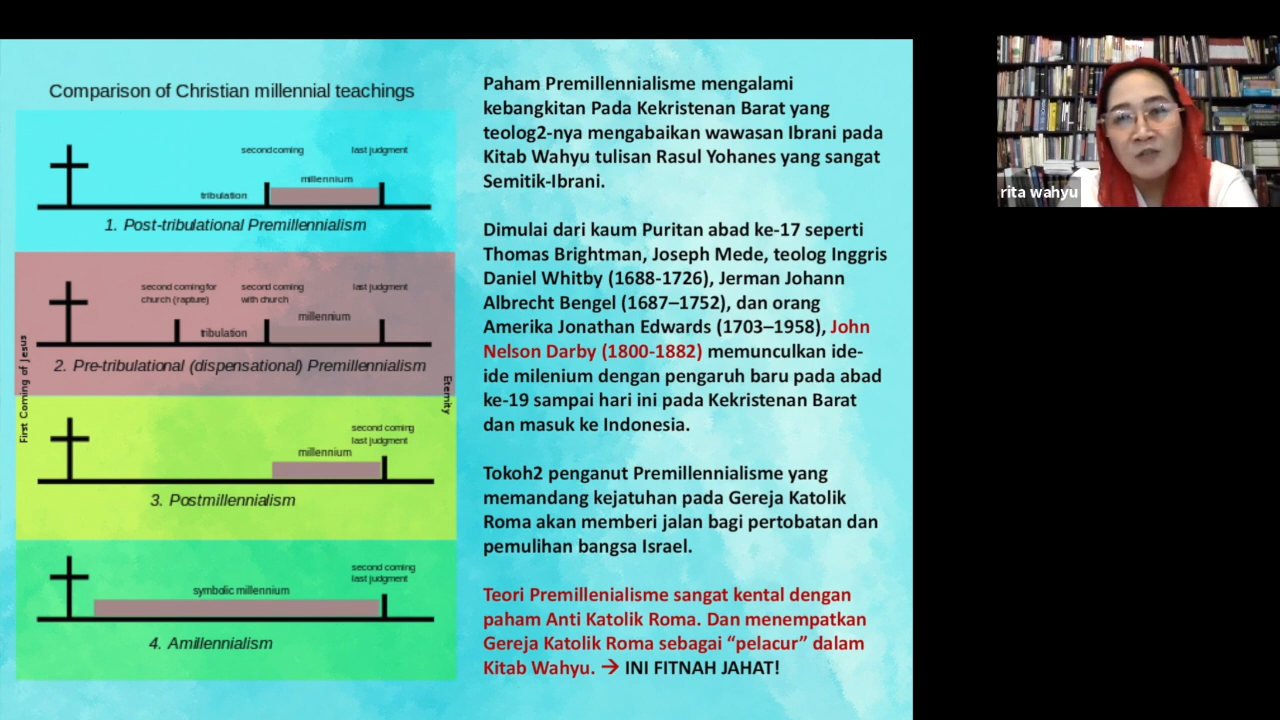 Comparison of Christian millennial teachings
second coming
last judgment
millennium
tribulation
1. Post-tribulational Premillennialism
second coming for
church (rapture)
second coming
with church
last judgment
millennium
tribulation
2. Pre-tribulational (dispensational) Premillennialism
First Coming of Jesus
Eternity
second coming
last judgment
millennium
3. Postmillennialism
second coming
last judgment
symbolic millennium
4. Amillennialism
Paham Premillennialisme mengalami
kebangkitan Pada Kekristenan Barat yang
teolog2-nya mengabaikan wawasan Ibrani pada
Kitab Wahyu tulisan Rasul Yohanes yang sangat
Semitik-Ibrani.
Dimulai dari kaum Puritan abad ke-17 seperti
Thomas Brightman, Joseph Mede, teolog Inggris
Daniel Whitby (1688-1726), Jerman Johann
Albrecht Bengel (1687–1752), dan orang
Amerika Jonathan Edwards (1703–1958), John
Nelson Darby (1800-1882) memunculkan ide-
ide milenium dengan pengaruh baru pada abad
ke-19 sampai hari ini pada Kekristenan Barat
dan masuk ke Indonesia.
Tokoh2 penganut Premillennialisme yang
memandang kejatuhan pada Gereja Katolik
Roma akan memberi jalan bagi pertobatan dan
pemulihan bangsa Israel.
Teori Premillenialisme sangat kental dengan
paham Anti Katolik Roma. Dan menempatkan
Gereja Katolik Roma sebagai “pelacur” dalam
Kitab Wahyu. → INI FITNAH JAHAT!
rita wahyu